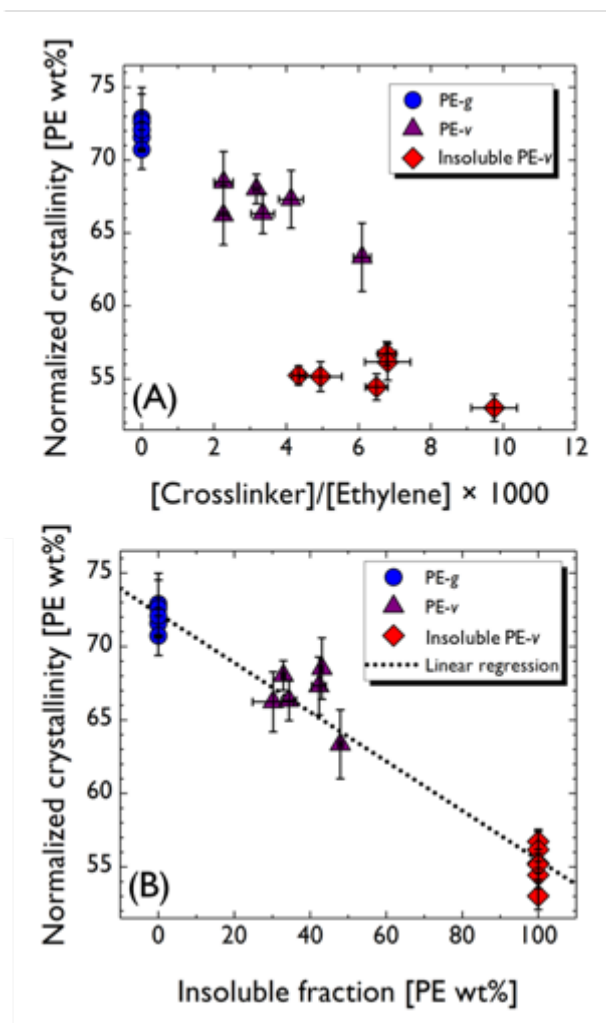 Normalized crystallinity [PE wt%]
75
70
65
60
55
PE-g
PE-v
Insoluble PE-v
(A)
0 2 4 6 8 10 12
[Crosslinker]/[Ethylene] × 1000
Normalized crystallinity [PE wt%]
75
70
65
60
55
PE-g
PE-v
Insoluble PE-v
Linear regression
(B)
0 20 40 60 80 100
Insoluble fraction [PE wt%]